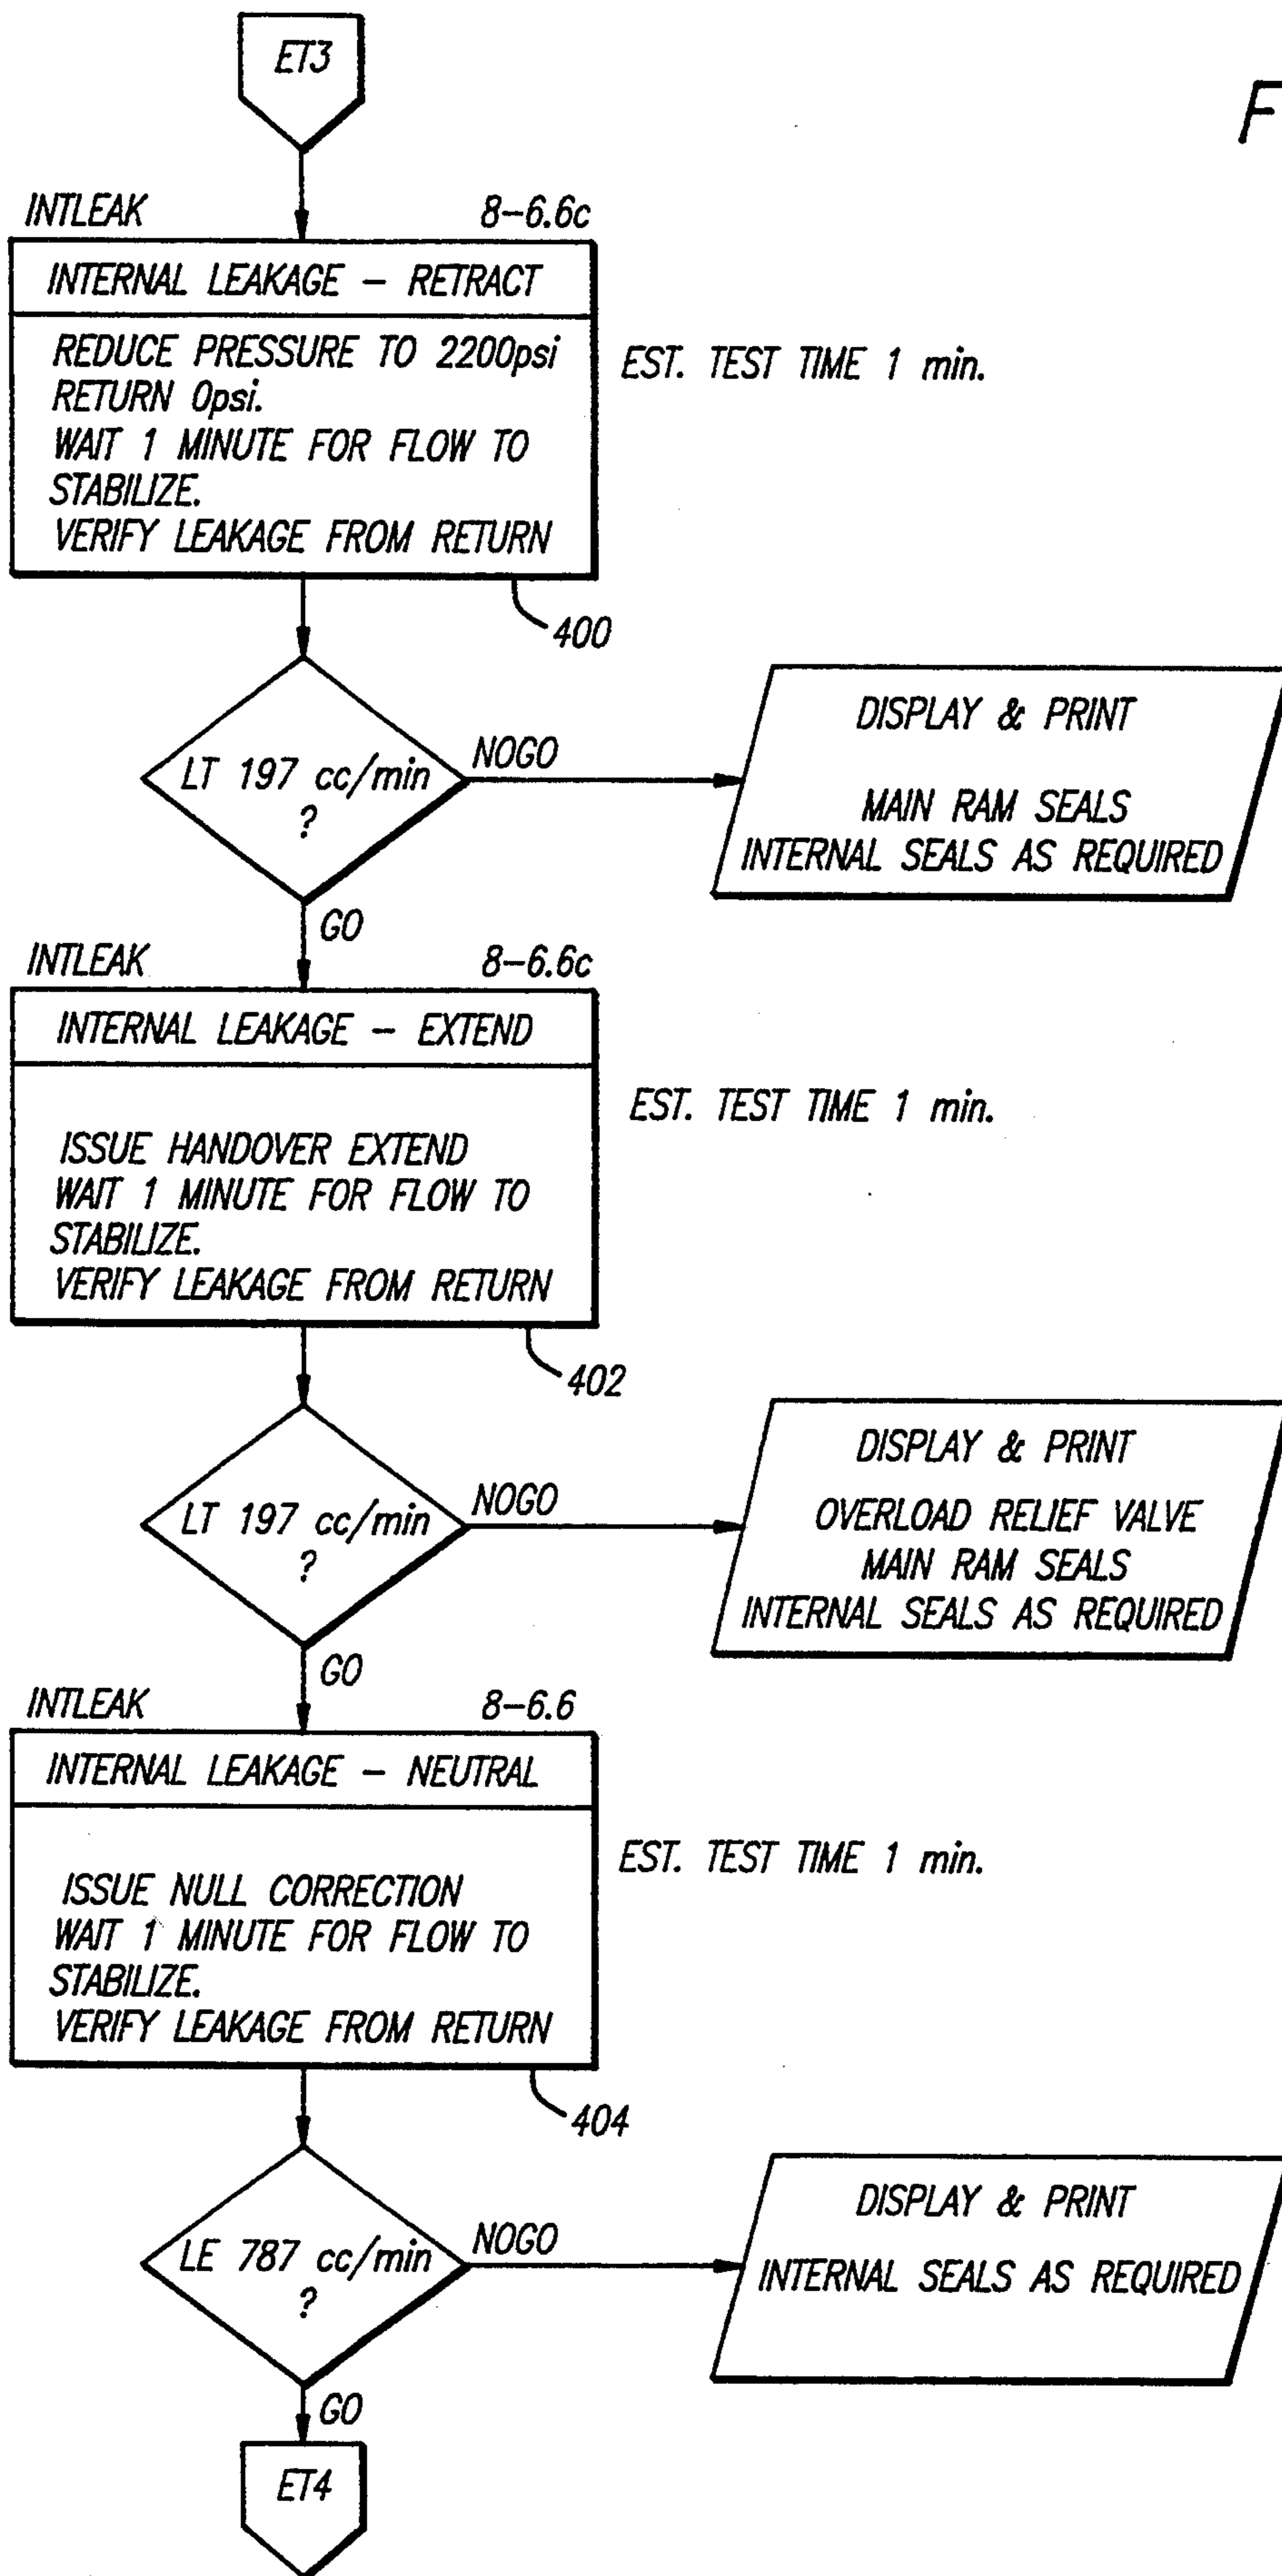 ET3
F
INTLEAK 8-6.6c
INTERNAL LEAKAGE - RETRACT
REDUCE PRESSURE TO 2200psi
RETURN 0psi.
WAIT 1 MINUTE FOR FLOW TO
STABILIZE.
VERIFY LEAKAGE FROM RETURN
EST. TEST TIME 1 min.
400
LT 197 cc/min
?
NOGO
DISPLAY & PRINT
MAIN RAM SEALS
INTERNAL SEALS AS REQUIRED
GO
INTLEAK 8-6.6c
INTERNAL LEAKAGE - EXTEND
ISSUE HANDOVER EXTEND
WAIT 1 MINUTE FOR FLOW TO
STABILIZE.
VERIFY LEAKAGE FROM RETURN
EST. TEST TIME 1 min.
402
LT 197 cc/min
?
NOGO
DISPLAY & PRINT
OVERLOAD RELIEF VALVE
MAIN RAM SEALS
INTERNAL SEALS AS REQUIRED
GO
INTLEAK 8-6.6
INTERNAL LEAKAGE - NEUTRAL
ISSUE NULL CORRECTION
WAIT 1 MINUTE FOR FLOW TO
STABILIZE.
VERIFY LEAKAGE FROM RETURN
EST. TEST TIME 1 min.
404
LE 787 cc/min
?
NOGO
DISPLAY & PRINT
INTERNAL SEALS AS REQUIRED
GO
ET4